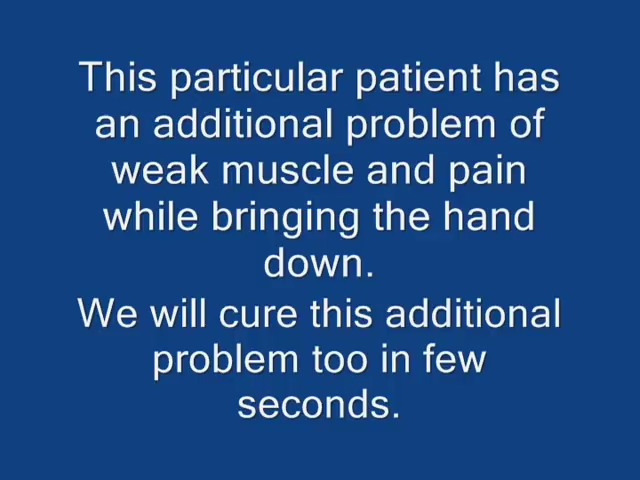 This particular patient has
an additional problem of
weak muscle and pain
while bringing the hand
down.
We will cure this additional
problem too in few
seconds.